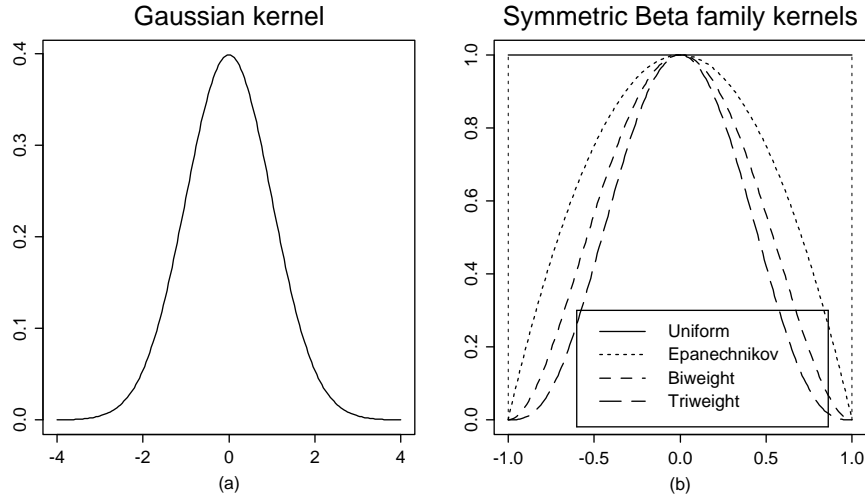 Gaussian kernel
0.4
0.3
0.2
0.1
0.0
-4 -2 0 2 4
(a)
Symmetric Beta family kernels
1.0
0.8
0.6
0.4
0.2
0.0
Uniform
Epanechnikov
Biweight
Triweight
-1.0 -0.5 0.0 0.5 1.0
(b)